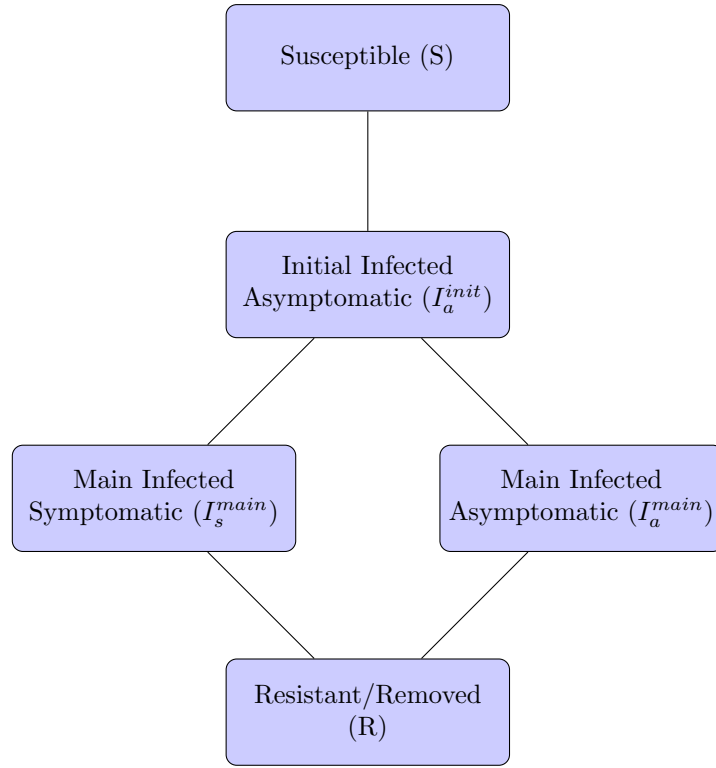 Susceptible (S)
Initial Infected
Asymptomatic ($I_a^{init}$)
Main Infected
Symptomatic ($I_s^{main}$)
Main Infected
Asymptomatic ($I_a^{main}$)
Resistant/Removed
(R)